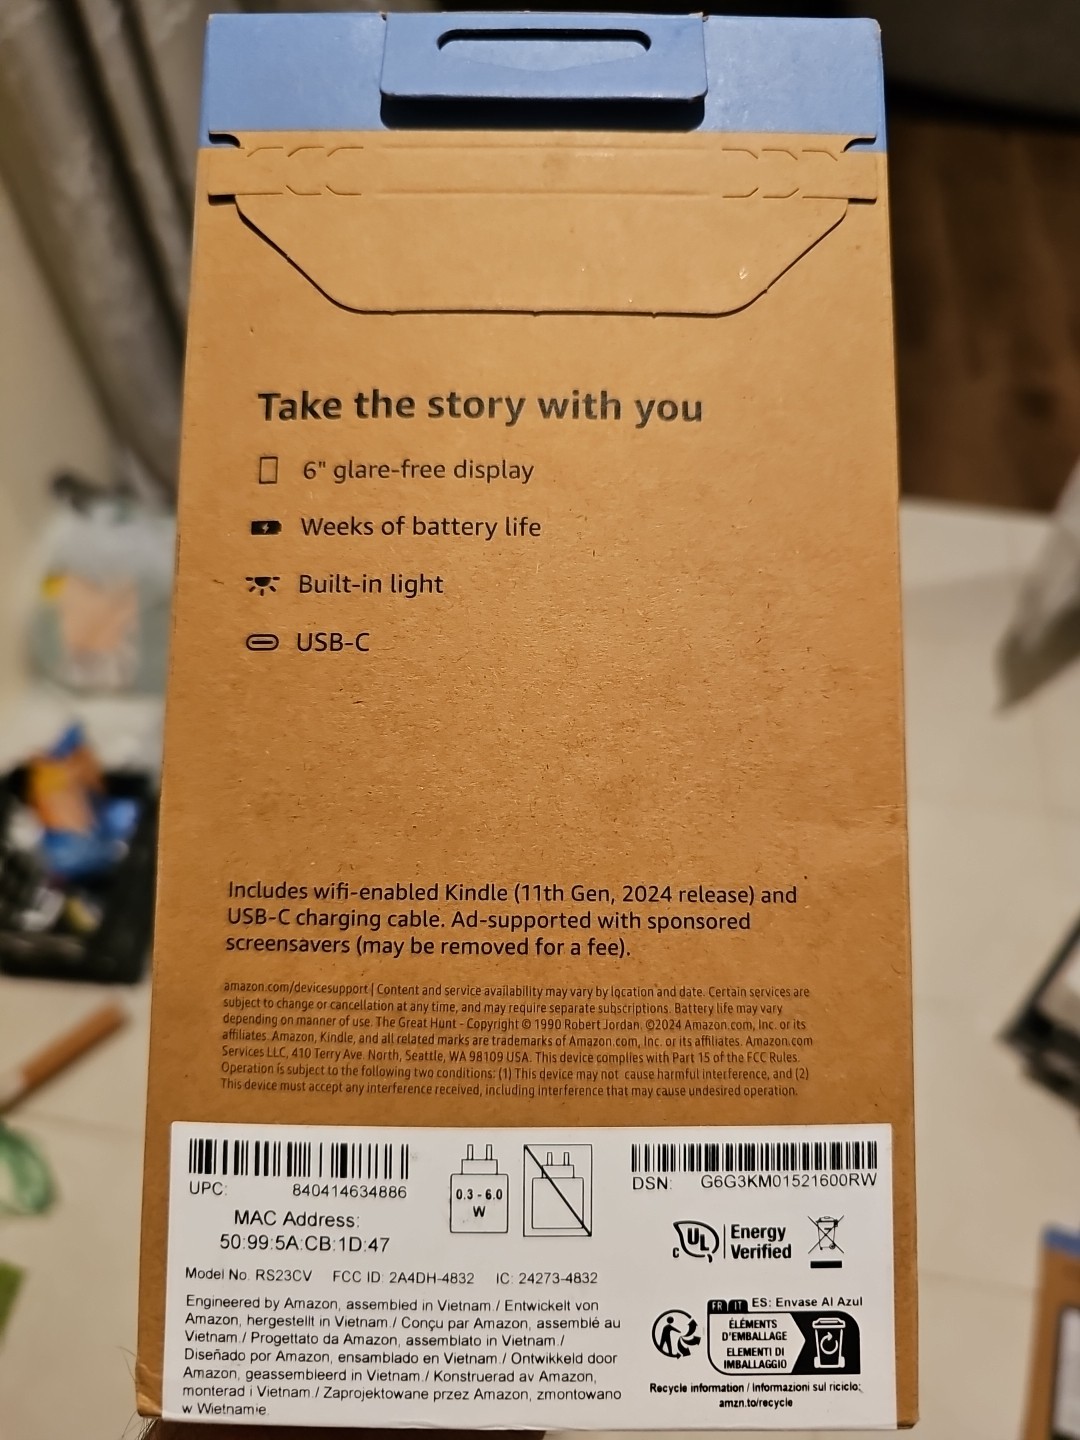 Take the story with you
6" glare-free display
Weeks of battery life
Built-in light
USB-C
Includes wifi-enabled Kindle (11th Gen, 2024 release) and
USB-C charging cable. Ad-supported with sponsored
screensavers (may be removed for a fee).
amazon.com/devicesupport | Content and service availability may vary by location and date. Certain services are
subject to change or cancellation at any time, and may require separate subscriptions. Battery life may vary
depending on manner of use. The Great Hunt - Copyright © 1990 Robert Jordan. ©2024 Amazon.com, Inc. or its
affiliates. Amazon, Kindle, and all related marks are trademarks of Amazon.com, Inc. or its affiliates. Amazon.com
Services LLC, 410 Terry Ave. North, Seattle, WA 98109 USA. This device complies with Part 15 of the FCC Rules.
Operation is subject to the following two conditions: (1) This device may not cause harmful interference, and (2)
This device must accept any interference received, including interference that may cause undesired operation.
UPC: 840414634886
MAC Address:
50:99:5A:CB:1D:47
0.3 - 6.0
W
DSN: G6G3KM01521600RW
c UL Energy
Verified
Model No. RS23CV FCC ID: 2A4DH-4832 IC: 24273-4832
Engineered by Amazon, assembled in Vietnam./ Entwickelt von
Amazon, hergestellt in Vietnam./ Conçu par Amazon, assemblé au
Vietnam./ Progettato da Amazon, assemblato in Vietnam./
Diseñado por Amazon, ensamblado en Vietnam./ Ontwikkeld door
Amazon, geassembleerd in Vietnam./ Konstruerad av Amazon,
monterad i Vietnam./ Zaprojektowane przez Amazon, zmontowano
w Wietnamie.
FR IT ES: Envase Al Azul
ÉLÉMENTS
D'EMBALLAGE
ELEMENTI DI
IMBALLAGGIO
Recycle information / Informazioni sul riciclo:
amzn.to/recycle